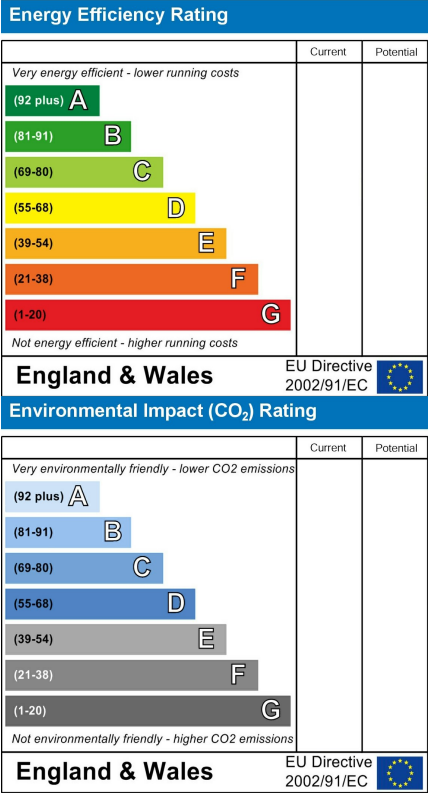 Energy Efficiency Rating
Current Potential
Very energy efficient - lower running costs
(92 plus) A
(81-91) B
(69-80) C
(55-68) D
(39-54) E
(21-38) F
(1-20) G
Not energy efficient - higher running costs
England & Wales EU Directive
2002/91/EC
Environmental Impact (CO₂) Rating
Current Potential
Very environmentally friendly - lower CO2 emissions
(92 plus) A
(81-91) B
(69-80) C
(55-68) D
(39-54) E
(21-38) F
(1-20) G
Not environmentally friendly - higher CO2 emissions
England & Wales EU Directive
2002/91/EC